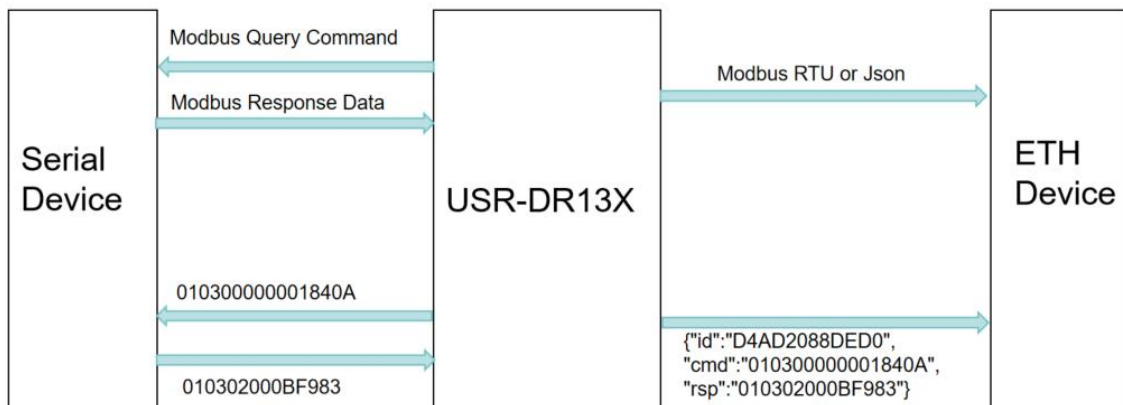 Modbus Query Command
Modbus Response Data
Modbus RTU or Json
Serial
Device
USR-DR13X
ETH
Device
010300000001840A
010302000BF983
{"id":"D4AD2088DED0",
"cmd":"010300000001840A",
"rsp":"010302000BF983"}